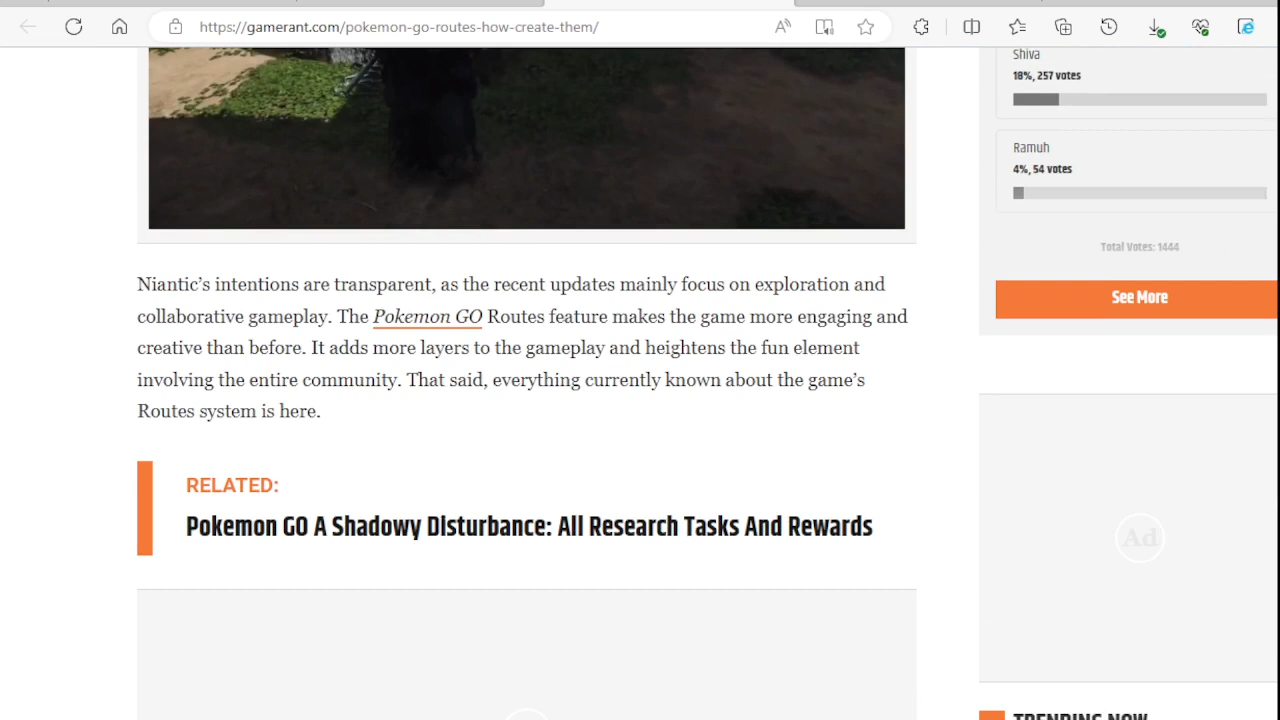 https://gamerant.com/pokemon-go-routes-how-create-them/
Shiva
18%, 257 votes
Ramuh
4%, 54 votes
Total Votes: 1444
See More
Niantic’s intentions are transparent, as the recent updates mainly focus on exploration and
collaborative gameplay. The Pokemon GO Routes feature makes the game more engaging and
creative than before. It adds more layers to the gameplay and heightens the fun element
involving the entire community. That said, everything currently known about the game’s
Routes system is here.
RELATED:
Pokemon GO A Shadowy Disturbance: All Research Tasks And Rewards
Ad
TRENDING NOW